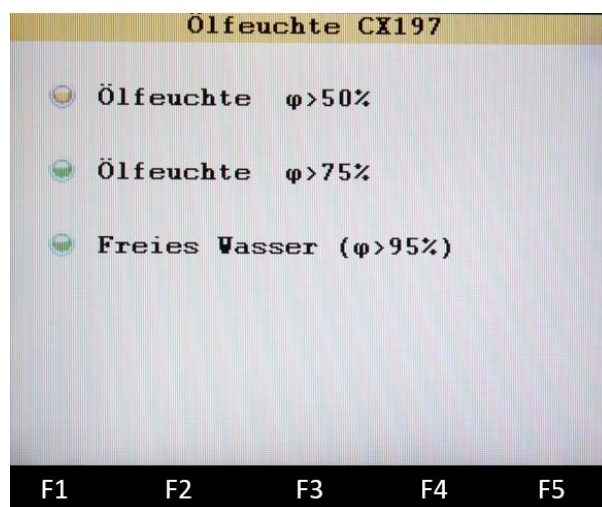 Ölfeuchte CX197
Ölfeuchte φ>50%
Ölfeuchte φ>75%
Freies Wasser (φ>95%)
F1 F2 F3 F4 F5